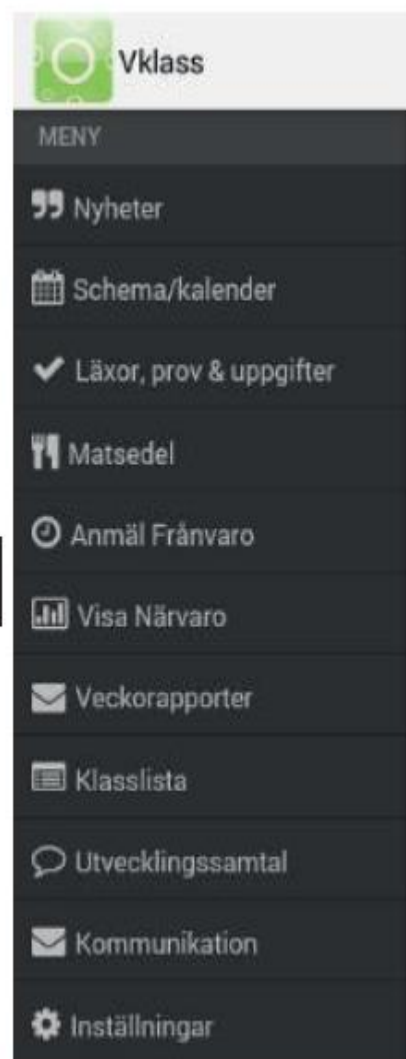 Vklass
MENY
Nyheter
Schema/kalender
Läxor, prov & uppgifter
Matsedel
Anmäl Frånvaro
Visa Närvaro
Veckorapporter
Klasslista
Utvecklingssamtal
Kommunikation
Inställningar